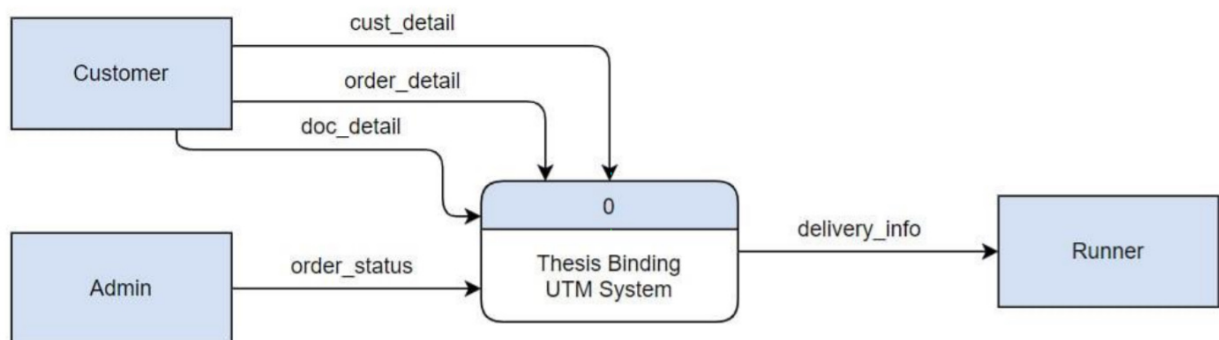 cust_detail
Customer
order_detail
doc_detail
0
delivery_info
Runner
Thesis Binding
UTM System
order_status
Admin